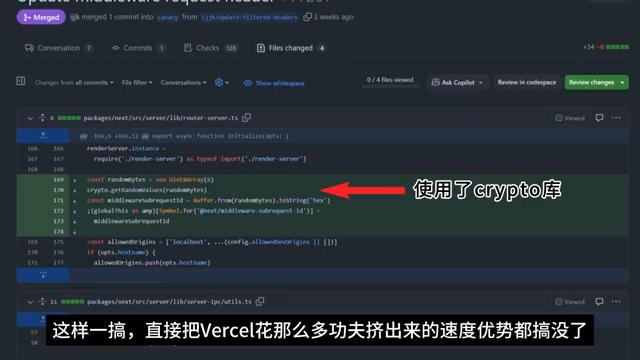 Update middleware request header
Merged
ijjk merged 1 commit into canary from ijjk/update-filtered-headers 3 weeks ago
Conversation 7 Commits 1 Checks 128 Files changed 4
+34 −0
Changes from all commits File filter Conversations Show whitespace
0 / 4 files viewed Ask Copilot Review in codespace Review changes
6 packages/next/src/server/lib/router-server.ts Viewed
@@ -166,6 +166,12 @@ export async function initialize(opts: {
166 166 renderServer.instance =
167 167 require('./render-server') as typeof import('./render-server')
168 168
169 + const randomBytes = new Uint8Array(8)
170 + crypto.getRandomValues(randomBytes)
171 + const middlewareSubrequestId = Buffer.from(randomBytes).toString('hex')
172 + ;(globalThis as any)[Symbol.for('@next/middleware-subrequest-id')] =
173 + middlewareSubrequestId
174 +
169 175 const allowedOrigins = ['localhost', ...(config.allowedDevOrigins || [])]
170 176 if (opts.hostname) {
171 177 allowedOrigins.push(opts.hostname)
使用了crypto库
11 packages/next/src/server/lib/server-ipc/utils.ts Viewed
57
58
这样一搞，直接把Vercel花那么多功夫挤出来的速度优势都搞没了